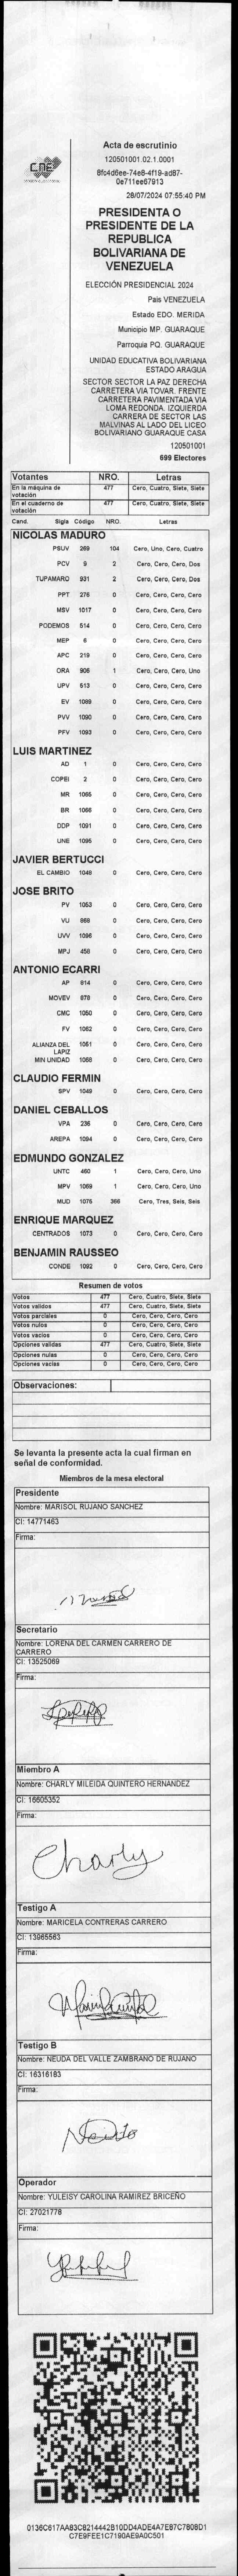 CNE
Acta de escrutinio
120501001.02.1.0001
8fc4d6ee-74e8-4f19-ad87-
0e711ee67913
28/07/2024 07:55:40 PM
PRESIDENTA O
PRESIDENTE DE LA
REPUBLICA
BOLIVARIANA DE
VENEZUELA
ELECCIÓN PRESIDENCIAL 2024
País VENEZUELA
Estado EDO. MERIDA
Municipio MP. GUARAQUE
Parroquia PQ. GUARAQUE
UNIDAD EDUCATIVA BOLIVARIANA
ESTADO ARAGUA
SECTOR SECTOR LA PAZ DERECHA
CARRETERA VIA TOVAR. FRENTE
CARRETERA PAVIMENTADA VIA
LOMA REDONDA. IZQUIERDA
CARRERA DE SECTOR LAS
MALVINAS AL LADO DEL LICEO
BOLIVARIANO GUARAQUE CASA
120501001
699 Electores
Votantes NRO. Letras
En la máquina de votación 477 Cero, Cuatro, Siete, Siete
En el cuaderno de votación 477 Cero, Cuatro, Siete, Siete
Cand. Sigla Código NRO. Letras
NICOLAS MADURO
PSUV 269 104 Cero, Uno, Cero, Cuatro
PCV 9 2 Cero, Cero, Cero, Dos
TUPAMARO 931 2 Cero, Cero, Cero, Dos
PPT 276 0 Cero, Cero, Cero, Cero
MSV 1017 0 Cero, Cero, Cero, Cero
PODEMOS 514 0 Cero, Cero, Cero, Cero
MEP 6 0 Cero, Cero, Cero, Cero
APC 219 0 Cero, Cero, Cero, Cero
ORA 906 1 Cero, Cero, Cero, Uno
UPV 513 0 Cero, Cero, Cero, Cero
EV 1089 0 Cero, Cero, Cero, Cero
PVV 1090 0 Cero, Cero, Cero, Cero
PFV 1093 0 Cero, Cero, Cero, Cero
LUIS MARTINEZ
AD 1 0 Cero, Cero, Cero, Cero
COPEI 2 0 Cero, Cero, Cero, Cero
MR 1065 0 Cero, Cero, Cero, Cero
BR 1066 0 Cero, Cero, Cero, Cero
DDP 1091 0 Cero, Cero, Cero, Cero
UNE 1095 0 Cero, Cero, Cero, Cero
JAVIER BERTUCCI
EL CAMBIO 1048 0 Cero, Cero, Cero, Cero
JOSE BRITO
PV 1053 0 Cero, Cero, Cero, Cero
VU 868 0 Cero, Cero, Cero, Cero
UVV 1096 0 Cero, Cero, Cero, Cero
MPJ 458 0 Cero, Cero, Cero, Cero
ANTONIO ECARRI
AP 814 0 Cero, Cero, Cero, Cero
MOVEV 978 0 Cero, Cero, Cero, Cero
CMC 1050 0 Cero, Cero, Cero, Cero
FV 1062 0 Cero, Cero, Cero, Cero
ALIANZA DEL LAPIZ 1051 0 Cero, Cero, Cero, Cero
MIN UNIDAD 1068 0 Cero, Cero, Cero, Cero
CLAUDIO FERMIN
SPV 1049 0 Cero, Cero, Cero, Cero
DANIEL CEBALLOS
VPA 236 0 Cero, Cero, Cero, Cero
AREPA 1094 0 Cero, Cero, Cero, Cero
EDMUNDO GONZALEZ
UNTC 460 1 Cero, Cero, Cero, Uno
MPV 1069 1 Cero, Cero, Cero, Uno
MUD 1075 366 Cero, Tres, Seis, Seis
ENRIQUE MARQUEZ
CENTRADOS 1073 0 Cero, Cero, Cero, Cero
BENJAMIN RAUSSEO
CONDE 1092 0 Cero, Cero, Cero, Cero
Resumen de votos
Votos 477 Cero, Cuatro, Siete, Siete
Votos validos 477 Cero, Cuatro, Siete, Siete
Votos parciales 0 Cero, Cero, Cero, Cero
Votos nulos 0 Cero, Cero, Cero, Cero
Votos vacios 0 Cero, Cero, Cero, Cero
Opciones validas 477 Cero, Cuatro, Siete, Siete
Opciones nulas 0 Cero, Cero, Cero, Cero
Opciones vacias 0 Cero, Cero, Cero, Cero
Observaciones:
Se levanta la presente acta la cual firman en
señal de conformidad.
Miembros de la mesa electoral
Presidente
Nombre: MARISOL RUJANO SANCHEZ
CI: 14771463
Firma:
Secretario
Nombre: LORENA DEL CARMEN CARRERO DE
CARRERO
CI: 13525069
Firma:
Miembro A
Nombre: CHARLY MILEIDA QUINTERO HERNANDEZ
CI: 16605352
Firma:
Charly
Testigo A
Nombre: MARICELA CONTRERAS CARRERO
CI: 13965563
Firma:
Testigo B
Nombre: NEUDA DEL VALLE ZAMBRANO DE RUJANO
CI: 16316183
Firma:
Operador
Nombre: YULEISY CAROLINA RAMIREZ BRICEÑO
CI: 27021778
Firma:
0136C617AA83C8214442B10DD4ADE4A7E87C7808D1
C7E9FEE1C7190AE9A0C501